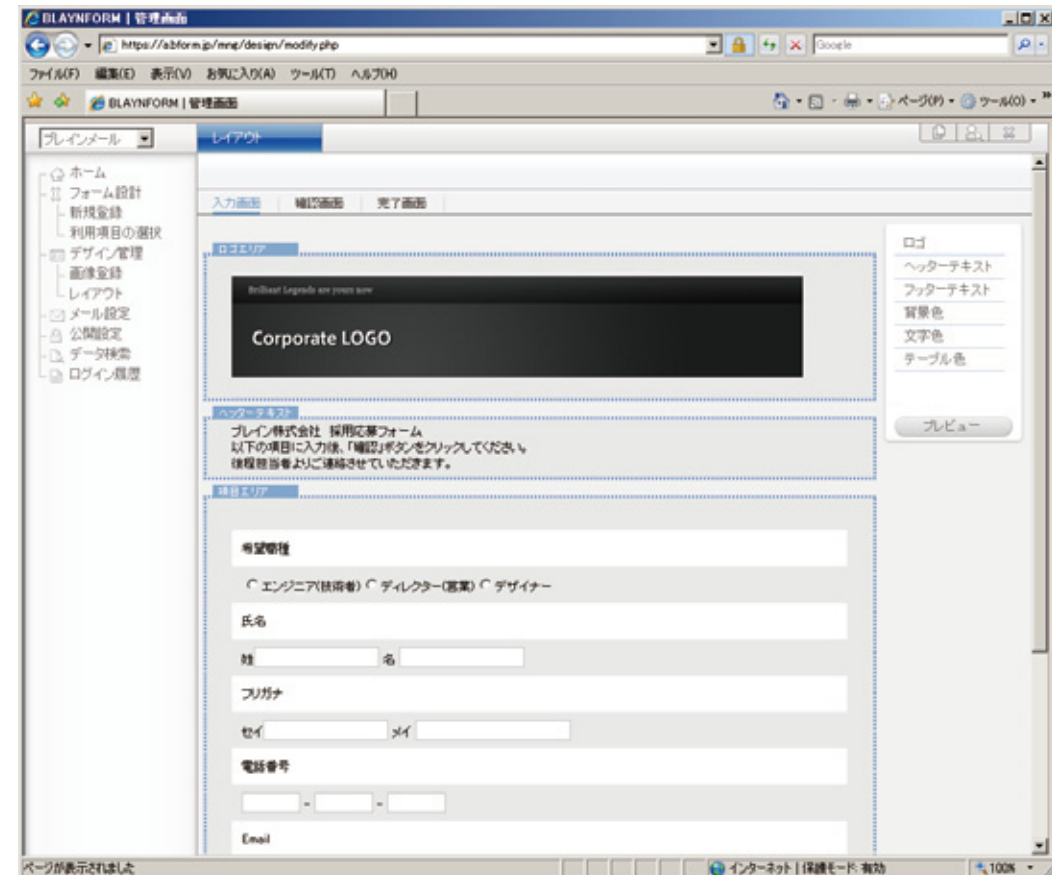 BLAYNFORM | 管理画面
https://abform.jp/mng/design/modify.php
Google
ファイル(F) 編集(E) 表示(V) お気に入り(A) ツール(T) ヘルプ(H)
BLAYNFORM | 管理画面
ページ(P) ツール(O)
ブレインメール
レイアウト
ホーム
フォーム設計
新規登録
利用項目の選択
デザイン管理
画像登録
レイアウト
メール設定
公開設定
データ検索
ログイン履歴
入力画面 確認画面 完了画面
ロゴエリア
Brilliant Legends are yours now
Corporate LOGO
ヘッターテキスト
ブレイン株式会社 採用応募フォーム
以下の項目に入力後、「確認」ボタンをクリックしてください。
後程担当者よりご連絡させていただきます。
項目エリア
希望職種
エンジニア(技術者) ディレクター(営業) デザイナー
氏名
姓 名
フリガナ
セイ メイ
電話番号
- -
Email
ロゴ
ヘッターテキスト
フッターテキスト
背景色
文字色
テーブル色
プレビュー
ページが表示されました
インターネット | 保護モード: 有効
100%